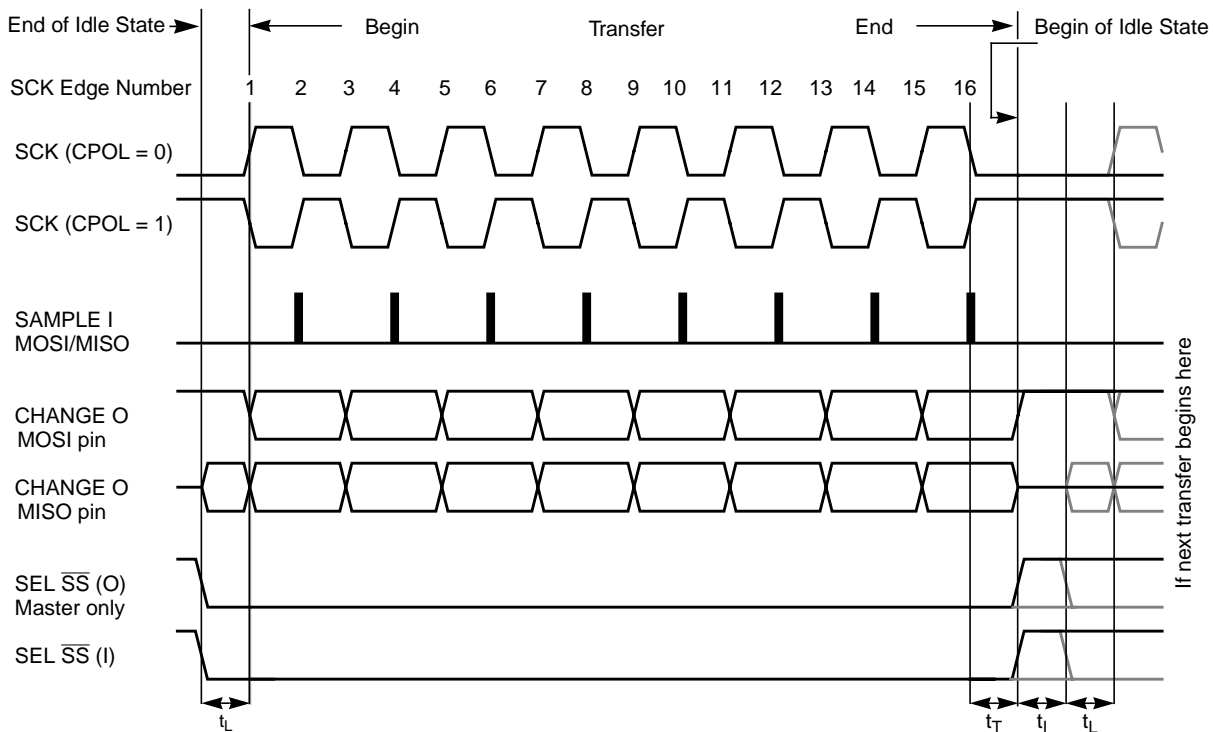 End of Idle State
Begin
Transfer
End
Begin of Idle State
SCK Edge Number
1 2 3 4 5 6 7 8 9 10 11 12 13 14 15 16
SCK (CPOL = 0)
SCK (CPOL = 1)
SAMPLE I
MOSI/MISO
CHANGE O
MOSI pin
CHANGE O
MISO pin
SEL SS (O)
Master only
SEL SS (I)
tL
tT
tI
tL
If next transfer begins here